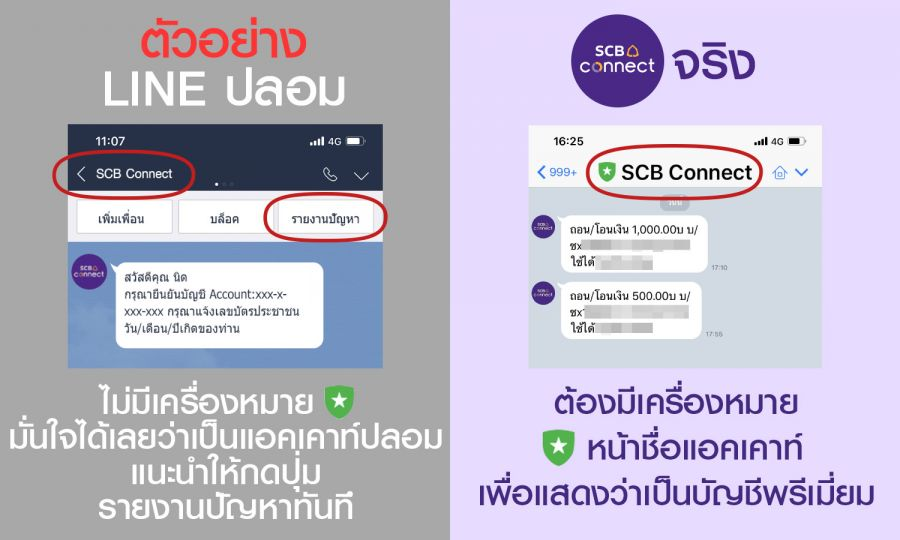 ตัวอย่าง
LINE ปลอม
11:07
4G
SCB Connect
เพิ่มเพื่อน
บล็อค
รายงานปัญหา
SCB
connect
สวัสดีคุณ นิด
กรุณายืนยันบัญชี Account:xxx-x-
xxx-xxx กรุณาแจ้งเลขบัตรประชาชน
วัน/เดือน/ปีเกิดของท่าน
ไม่มีเครื่องหมาย
มั่นใจได้เลยว่าเป็นแอคเคาท์ปลอม
แนะนำให้กดปุ่ม
รายงานปัญหาทันที
SCB
connect
จริง
16:25
4G
999+
SCB Connect
วันนี้
SCB
connect
ถอน/โอนเงิน 1,000.00บ บ/
ชx
ใช้ได้
17:10
SCB
connect
ถอน/โอนเงิน 500.00บ บ/
ชx
ใช้ได้
17:55
ต้องมีเครื่องหมาย
หน้าชื่อแอคเคาท์
เพื่อแสดงว่าเป็นบัญชีพรีเมี่ยม